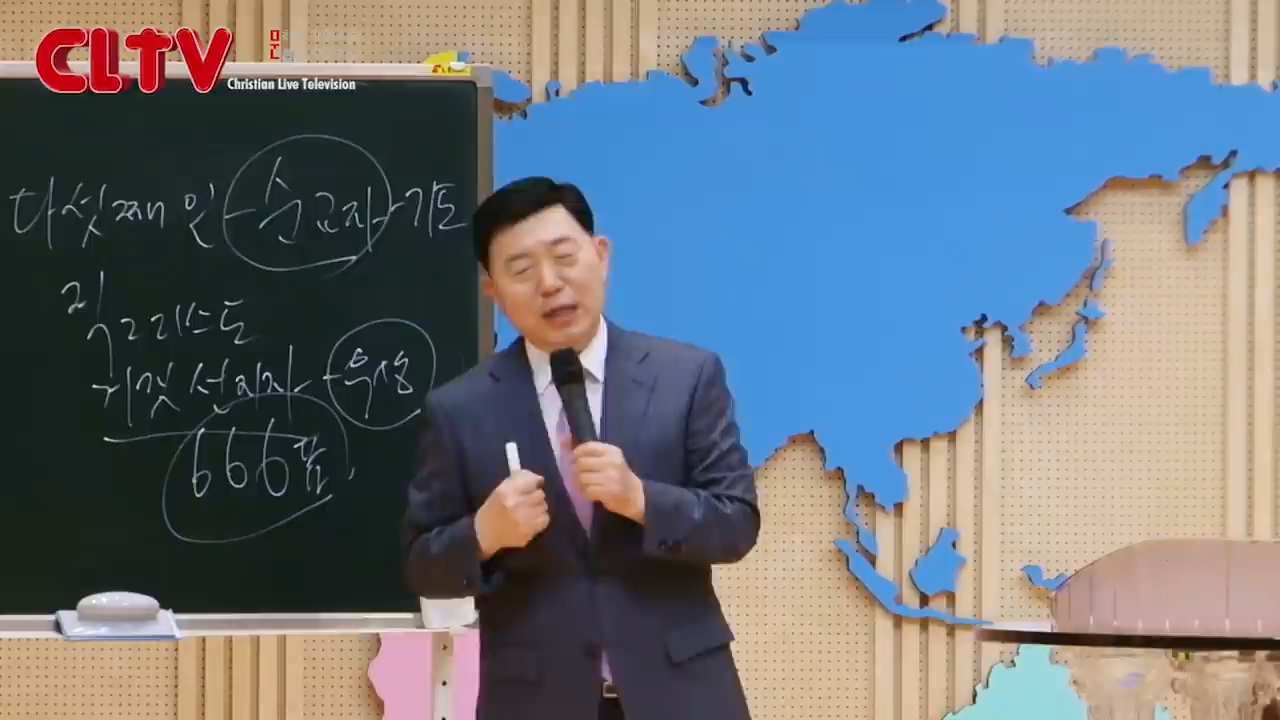 CLTV
Christian Live Television
다섯째 인 - 순교자 - 기도
적그리스도
거짓 선지자 - 우상
666표